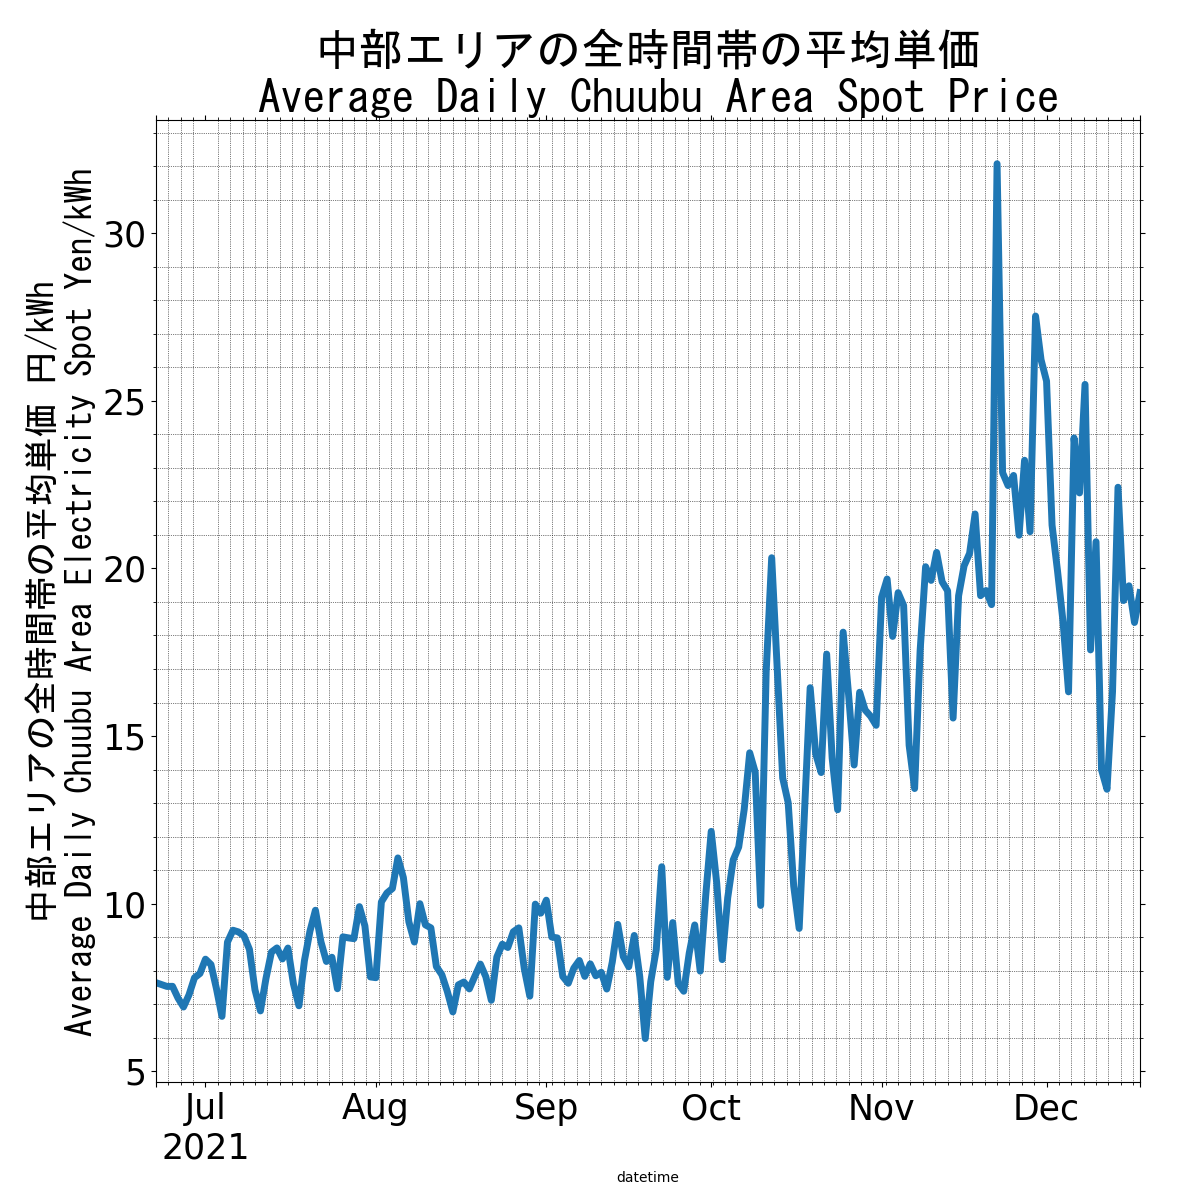 中部エリアの全時間帯の平均単価
Average Daily Chuubu Area Spot Price
中部エリアの全時間帯の平均単価 円/kWh
Average Daily Chuubu Area Electricity Spot Yen/kWh
30
25
20
15
10
5
Jul
2021
Aug
Sep
Oct
Nov
Dec
datetime